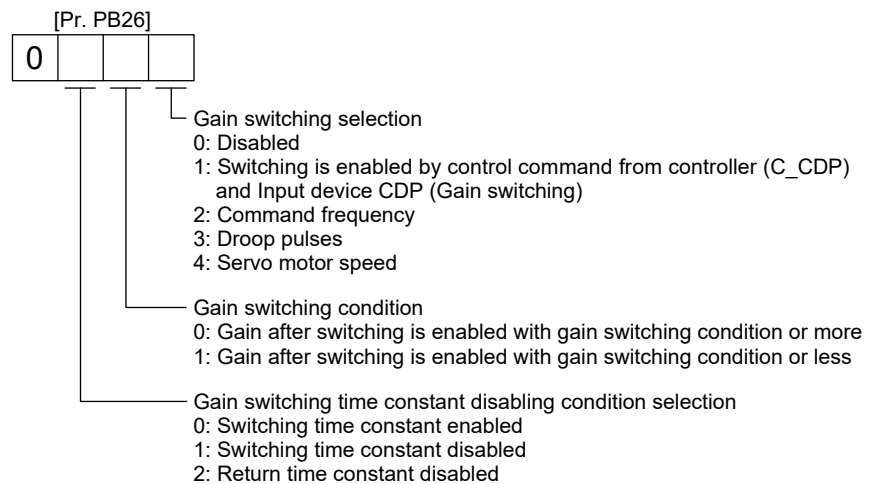 [Pr. PB26]
0
Gain switching selection
0: Disabled
1: Switching is enabled by control command from controller (C_CDP)
and Input device CDP (Gain switching)
2: Command frequency
3: Droop pulses
4: Servo motor speed
Gain switching condition
0: Gain after switching is enabled with gain switching condition or more
1: Gain after switching is enabled with gain switching condition or less
Gain switching time constant disabling condition selection
0: Switching time constant enabled
1: Switching time constant disabled
2: Return time constant disabled